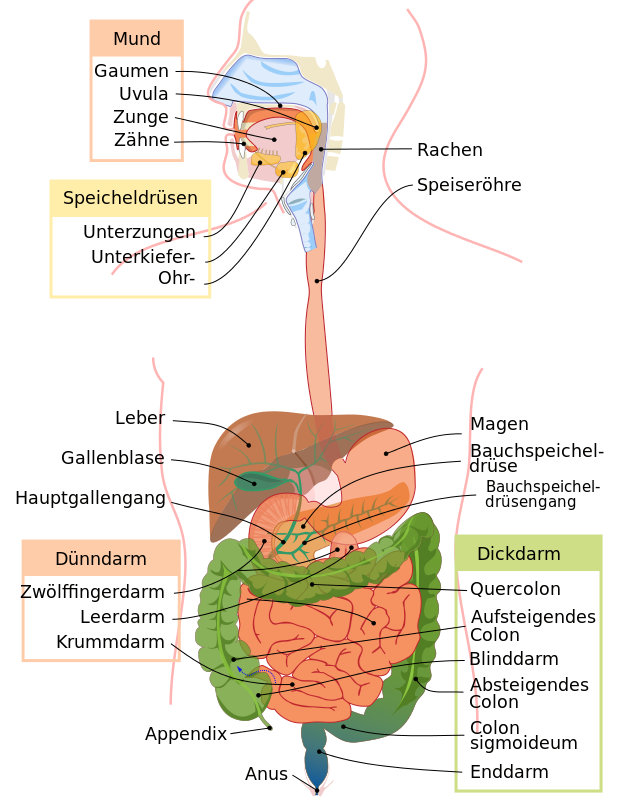 Mund
Gaumen
Uvula
Zunge
Zähne
Rachen
Speiseröhre
Speicheldrüsen
Unterzungen
Unterkiefer-
Ohr-
Leber
Gallenblase
Hauptgallengang
Magen
Bauchspeichel-
drüse
Bauchspeichel-
drüsengang
Dünndarm
Zwölffingerdarm
Leerdarm
Krummdarm
Dickdarm
Quercolon
Aufsteigendes
Colon
Blinddarm
Absteigendes
Colon
Colon
sigmoideum
Enddarm
Appendix
Anus